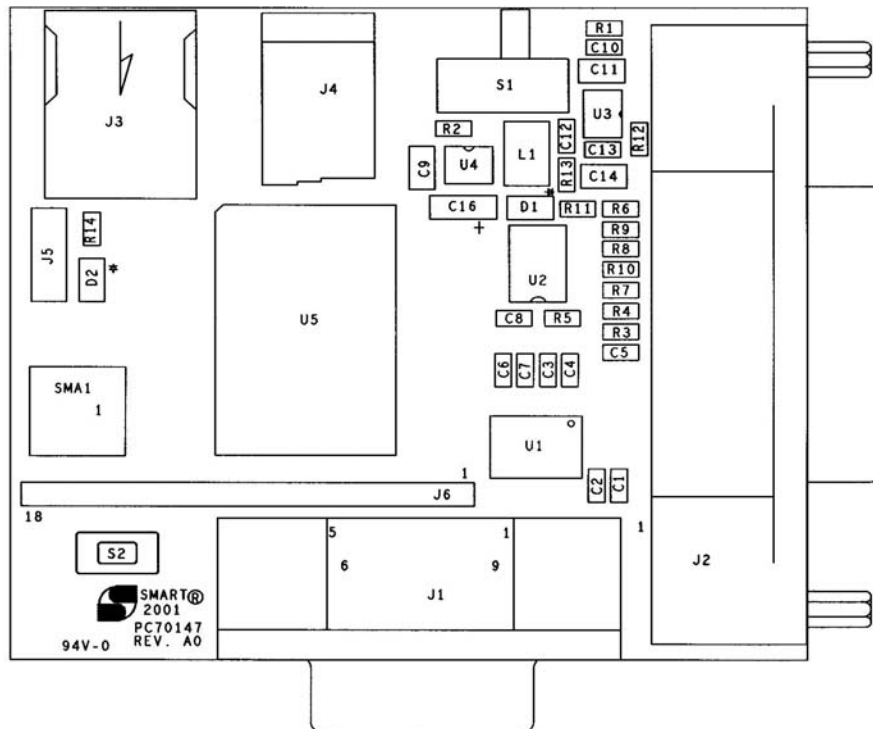 R1
C10
C11
J3
J4
S1
U3
R2
C12
R12
C9
U4
L1
C13
R13
C14
C16
D1
R11
R6
R14
R9
J5
D2
R8
U2
R10
R7
U5
C8
R5
R4
R3
C5
C6
C7
C3
C4
SMA1
1
U1
1
J6
C2
C1
18
5
1
1
S2
6
9
J2
J1
SMART®
2001
PC70147
94V-0
REV. A0